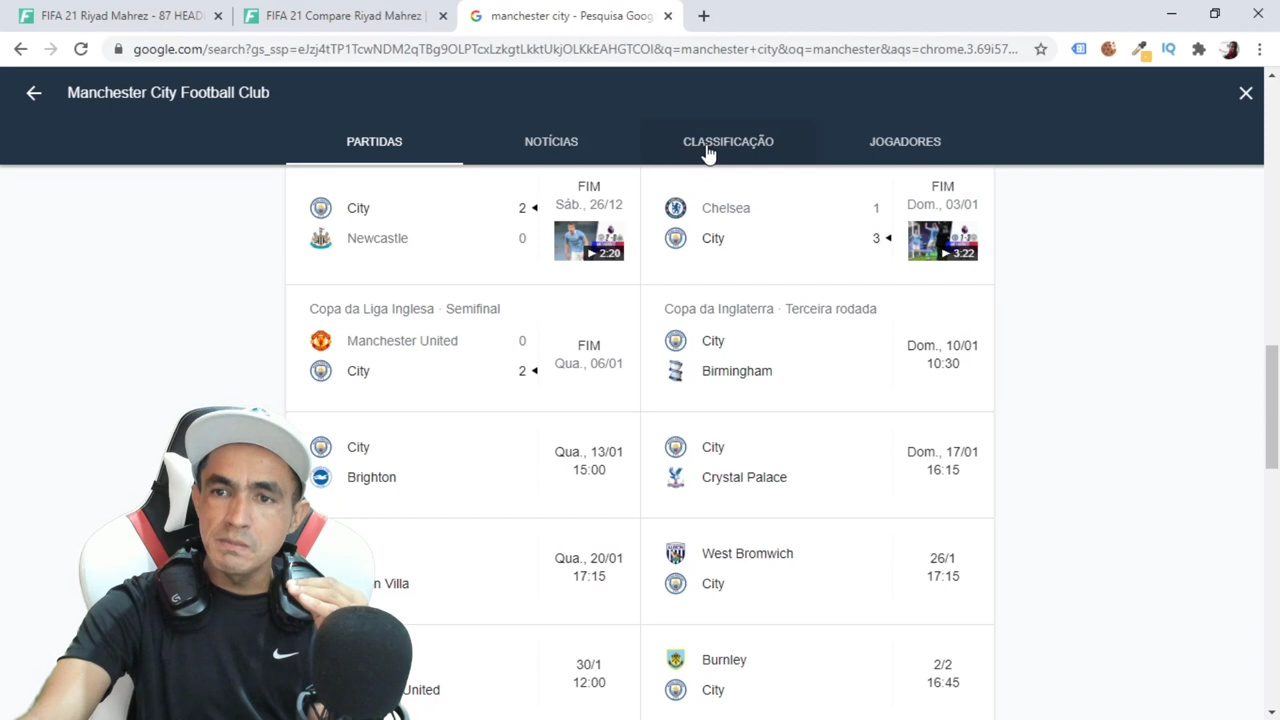 FIFA 21 Riyad Mahrez - 87 HEADL
FIFA 21 Compare Riyad Mahrez |
manchester city - Pesquisa Goog
google.com/search?gs_ssp=eJzj4tTP1TcwNDM2qTBg9OLPTcxLzkgtLkktUkjOLKkEAHGTCOI&q=manchester+city&oq=manchester&aqs=chrome.3.69i57...
IQ
Manchester City Football Club
PARTIDAS
NOTÍCIAS
CLASSIFICAÇÃO
JOGADORES
City 2
Newcastle 0
FIM
Sáb., 26/12
2:20
Chelsea 1
City 3
FIM
Dom., 03/01
3:22
Copa da Liga Inglesa · Semifinal
Manchester United 0
City 2
FIM
Qua., 06/01
Copa da Inglaterra · Terceira rodada
City
Birmingham
Dom., 10/01
10:30
City
Brighton
Qua., 13/01
15:00
City
Crystal Palace
Dom., 17/01
16:15
n Villa
Qua., 20/01
17:15
West Bromwich
City
26/1
17:15
United
30/1
12:00
Burnley
City
2/2
16:45